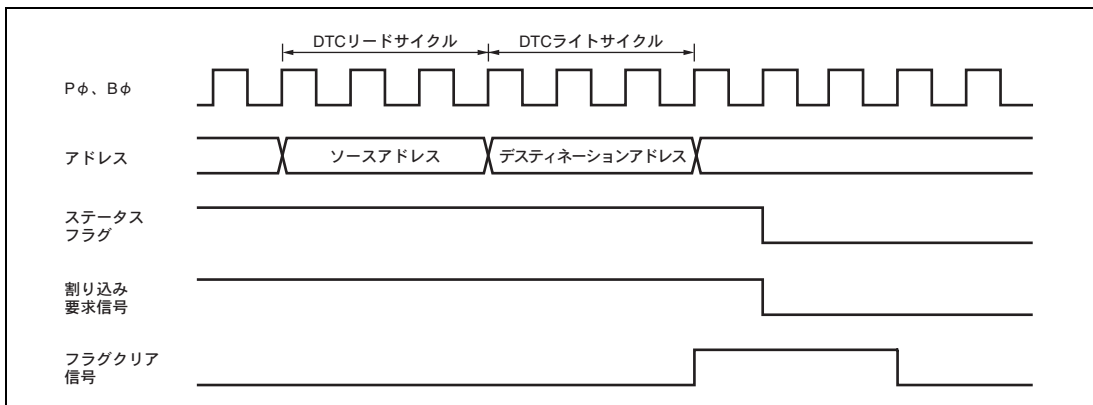 DTCリードサイクル DTCライトサイクル
Pφ、Bφ
アドレス ソースアドレス デスティネーションアドレス
ステータス
フラグ
割り込み
要求信号
フラグクリア
信号